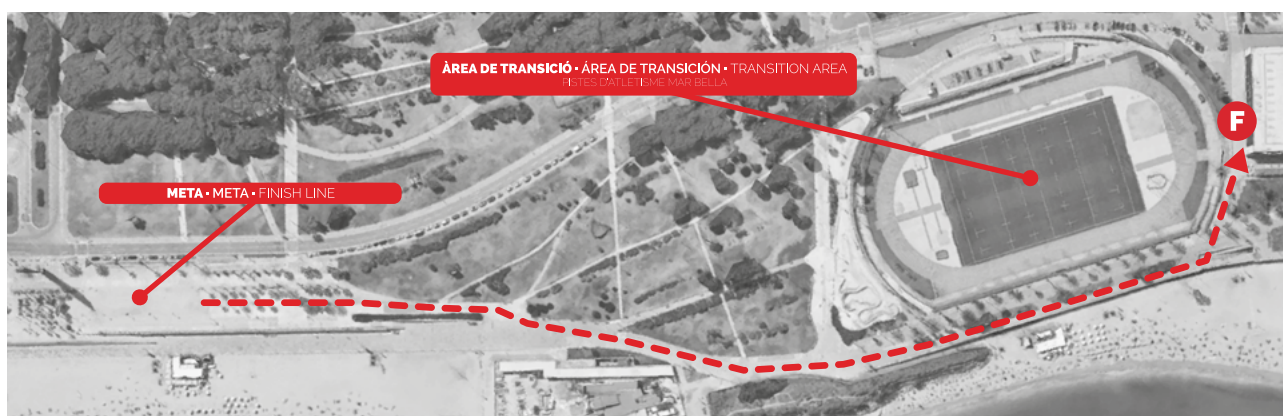 ÀREA DE TRANSICIÓ · ÁREA DE TRANSICIÓN · TRANSITION AREA
PISTES D'ATLETISME MAR BELLA
F
META · META · FINISH LINE